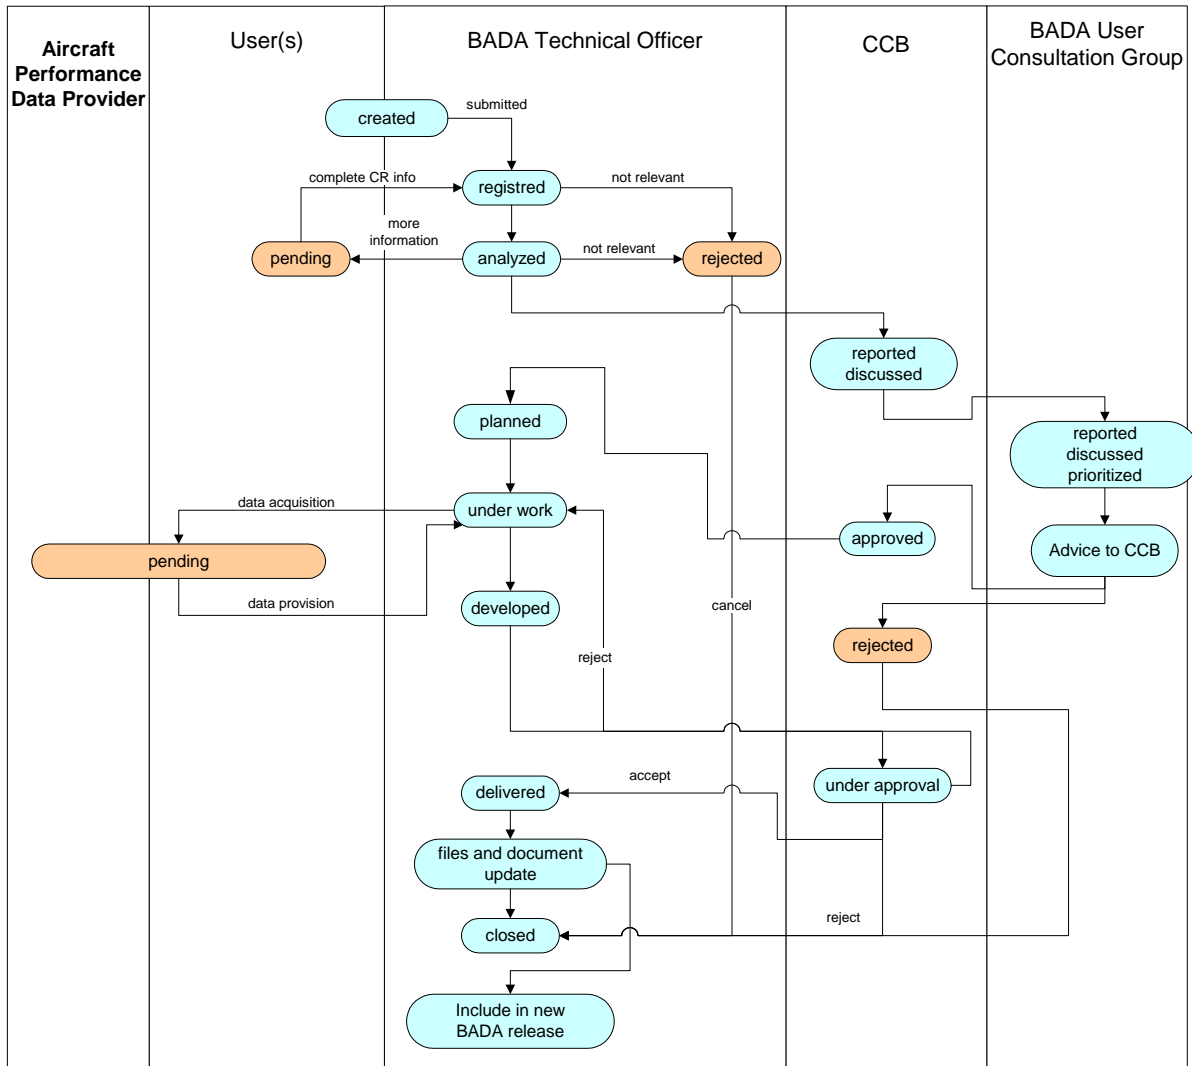 Aircraft
Performance
Data Provider
User(s)
BADA Technical Officer
CCB
BADA User
Consultation Group
created
submitted
complete CR info
registred
not relevant
more
information
pending
analyzed
not relevant
rejected
reported
discussed
planned
reported
discussed
prioritized
data acquisition
under work
approved
Advice to CCB
pending
data provision
developed
cancel
rejected
reject
accept
under approval
delivered
files and document
update
reject
closed
Include in new
BADA release